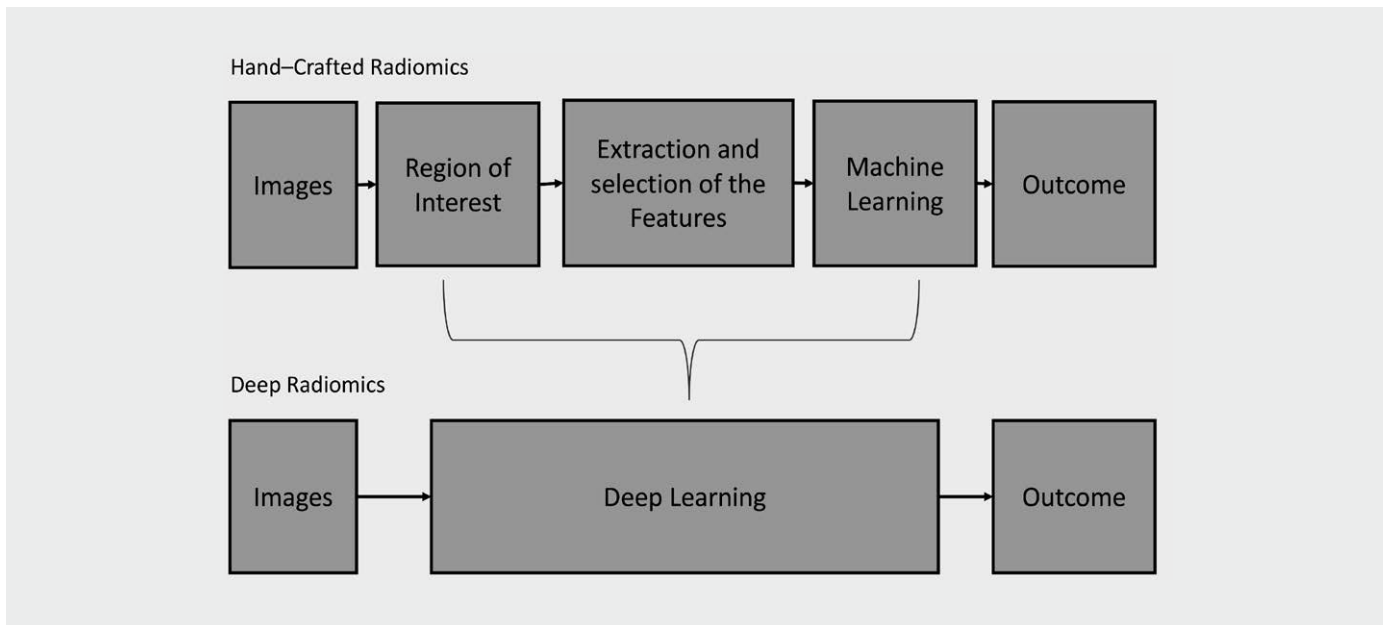 Hand–Crafted Radiomics
Images
Region of
Interest
Extraction and
selection of the
Features
Machine
Learning
Outcome
Deep Radiomics
Images
Deep Learning
Outcome